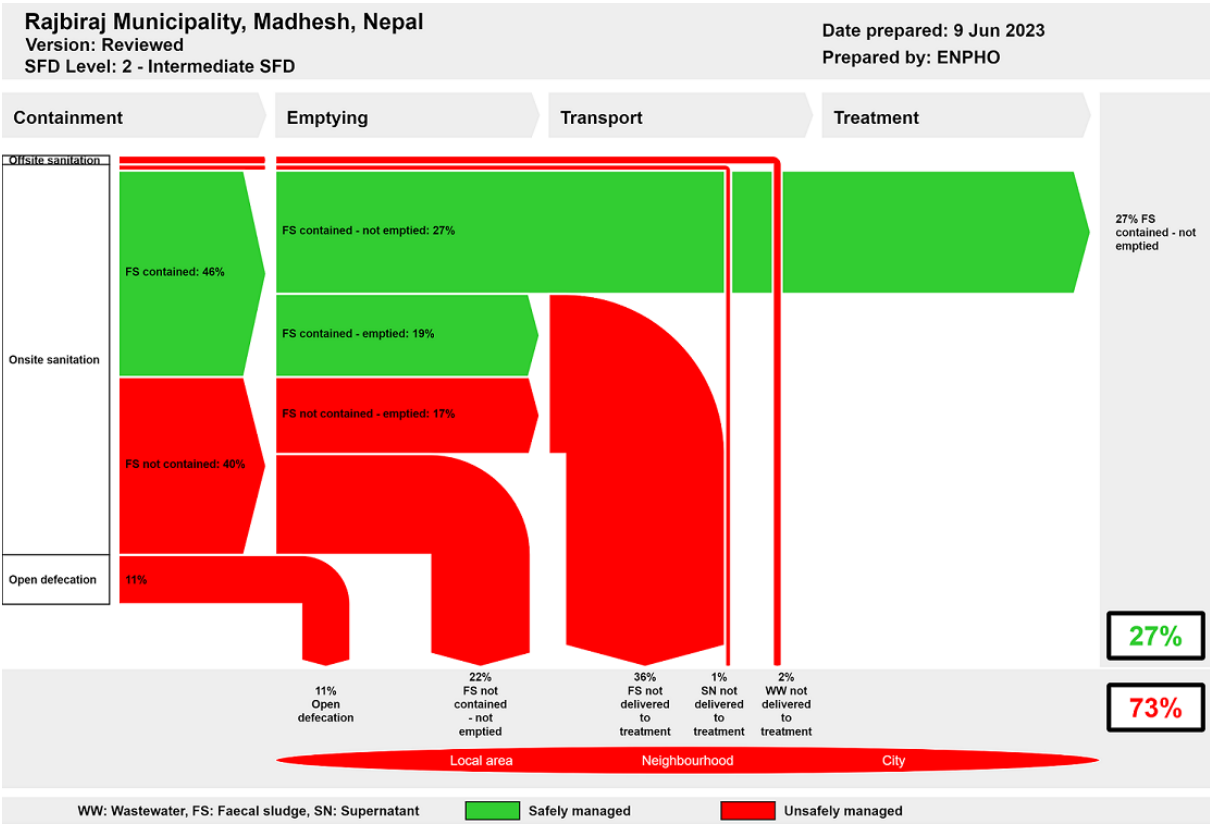 Rajbiraj Municipality, Madhesh, Nepal
Version: Reviewed
SFD Level: 2 - Intermediate SFD
Date prepared: 9 Jun 2023
Prepared by: ENPHO
Containment
Emptying
Transport
Treatment
Offsite sanitation
Onsite sanitation
Open defecation
FS contained: 46%
FS not contained: 40%
11%
FS contained - not emptied: 27%
FS contained - emptied: 19%
FS not contained - emptied: 17%
27% FS
contained - not
emptied
27%
73%
11%
Open
defecation
22%
FS not
contained
- not
emptied
36%
FS not
delivered
to
treatment
1%
SN not
delivered
to
treatment
2%
WW not
delivered
to
treatment
Local area
Neighbourhood
City
WW: Wastewater, FS: Faecal sludge, SN: Supernatant
Safely managed
Unsafely managed